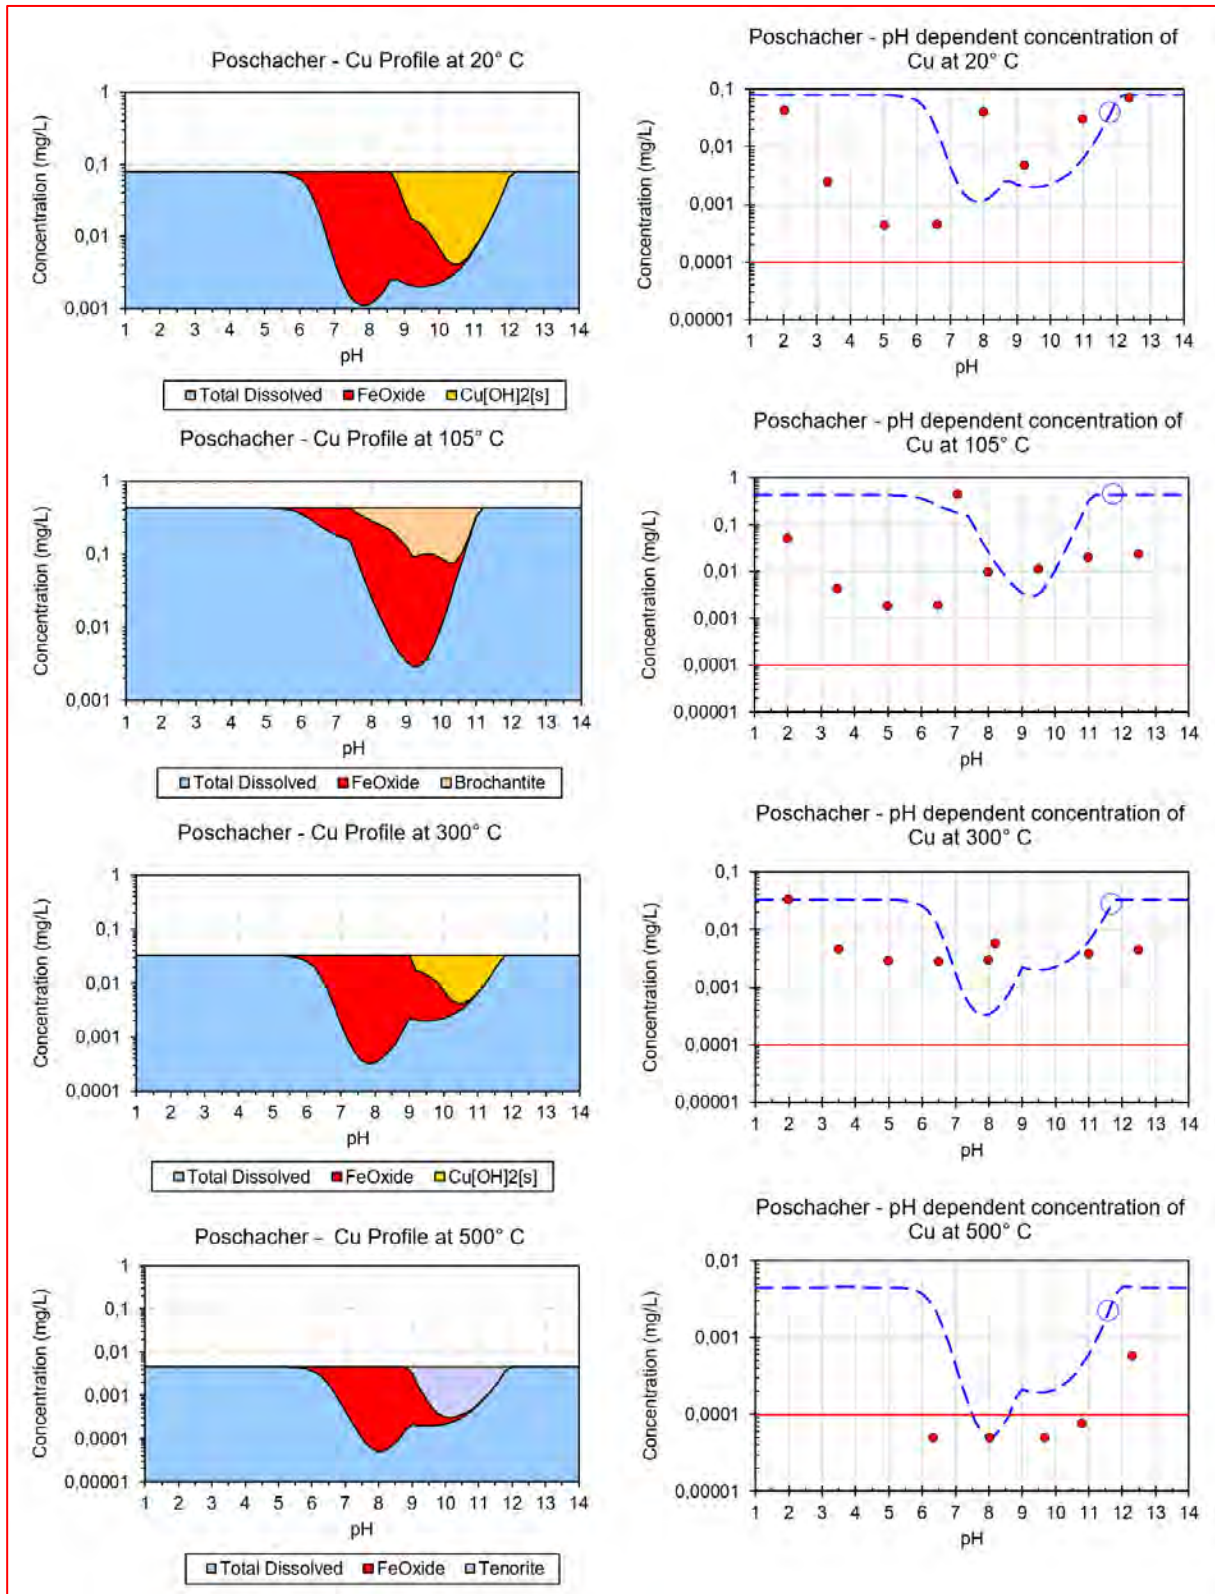 Poschacher - Cu Profile at 20° C
Concentration (mg/L)
1
0,1
0,01
0,001
1 2 3 4 5 6 7 8 9 10 11 12 13 14
pH
Total Dissolved FeOxide Cu[OH]2[s]
Poschacher - pH dependent concentration of
Cu at 20° C
Concentration (mg/L)
0,1
0,01
0,001
0,0001
0,00001
1 2 3 4 5 6 7 8 9 10 11 12 13 14
pH
Poschacher - Cu Profile at 105° C
Concentration (mg/L)
1
0,1
0,01
0,001
1 2 3 4 5 6 7 8 9 10 11 12 13 14
pH
Total Dissolved FeOxide Brochantite
Poschacher - pH dependent concentration of
Cu at 105° C
Concentration (mg/L)
1
0,1
0,01
0,001
0,0001
0,00001
1 2 3 4 5 6 7 8 9 10 11 12 13 14
pH
Poschacher - Cu Profile at 300° C
Concentration (mg/L)
1
0,1
0,01
0,001
0,0001
1 2 3 4 5 6 7 8 9 10 11 12 13 14
pH
Total Dissolved FeOxide Cu[OH]2[s]
Poschacher - pH dependent concentration of
Cu at 300° C
Concentration (mg/L)
0,1
0,01
0,001
0,0001
0,00001
1 2 3 4 5 6 7 8 9 10 11 12 13 14
pH
Poschacher – Cu Profile at 500° C
Concentration (mg/L)
1
0,1
0,01
0,001
0,0001
0,00001
1 2 3 4 5 6 7 8 9 10 11 12 13 14
pH
Total Dissolved FeOxide Tenorite
Poschacher - pH dependent concentration of
Cu at 500° C
Concentration (mg/L)
0,01
0,001
0,0001
0,00001
1 2 3 4 5 6 7 8 9 10 11 12 13 14
pH